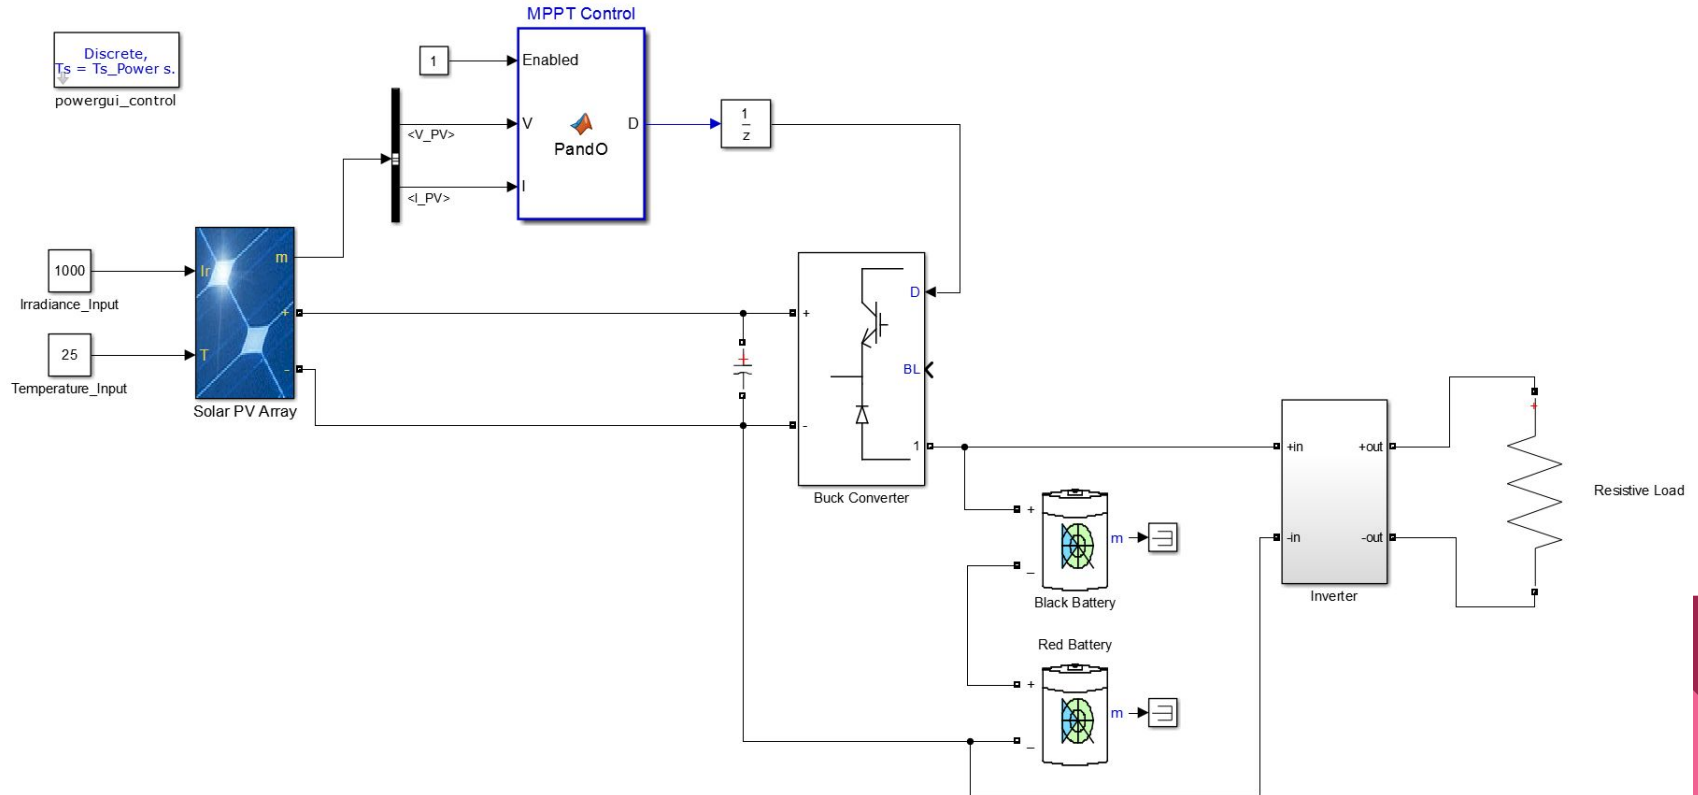 MPPT Control
Discrete,
Ts = Ts_Power s.
powergui_control
1
Enabled
<V_PV>
V
D
PandO
1
z
<I_PV>
I
1000
Irradiance_Input
Ir
m
+
25
Temperature_Input
T
-
Solar PV Array
+
+
-
D
BL
1
Buck Converter
+
_
m
Black Battery
Red Battery
+
_
m
+in
+out
-in
-out
Inverter
+
Resistive Load